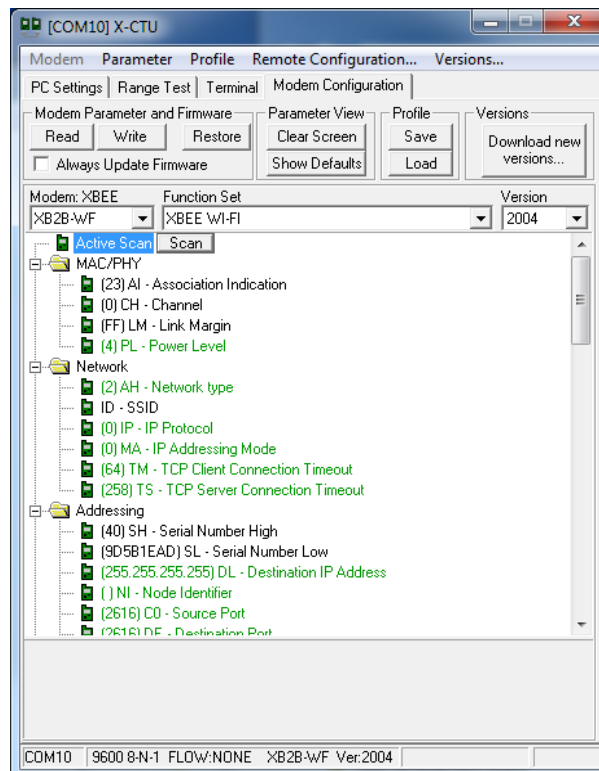 [COM10] X-CTU
Modem Parameter Profile Remote Configuration... Versions...
PC Settings Range Test Terminal Modem Configuration
Modem Parameter and Firmware Parameter View Profile Versions
Read Write Restore Clear Screen Save Download new versions...
Always Update Firmware Show Defaults Load
Modem: XBEE Function Set Version
XB2B-WF XBEE WI-FI 2004
Active Scan Scan
MAC/PHY
(23) AI - Association Indication
(0) CH - Channel
(FF) LM - Link Margin
(4) PL - Power Level
Network
(2) AH - Network type
ID - SSID
(0) IP - IP Protocol
(0) MA - IP Addressing Mode
(64) TM - TCP Client Connection Timeout
(258) TS - TCP Server Connection Timeout
Addressing
(40) SH - Serial Number High
(9D5B1EAD) SL - Serial Number Low
(255.255.255.255) DL - Destination IP Address
( ) NI - Node Identifier
(2616) C0 - Source Port
(2616) DE - Destination Port
COM10 9600 8-N-1 FLOW:NONE XB2B-WF Ver:2004